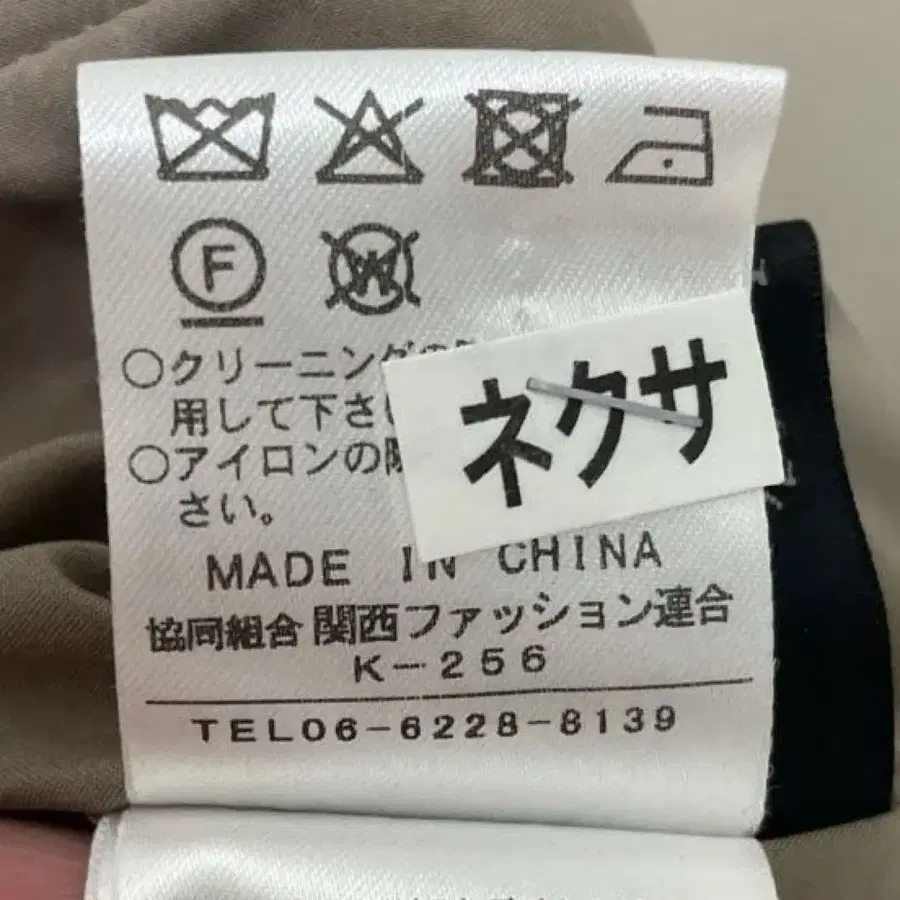 F W
○クリーニングの
用して下さい
○アイロンの際
さい。
ネクサ
MADE IN CHINA
協同組合 関西ファッション連合
K-256
TEL06-6228-8139